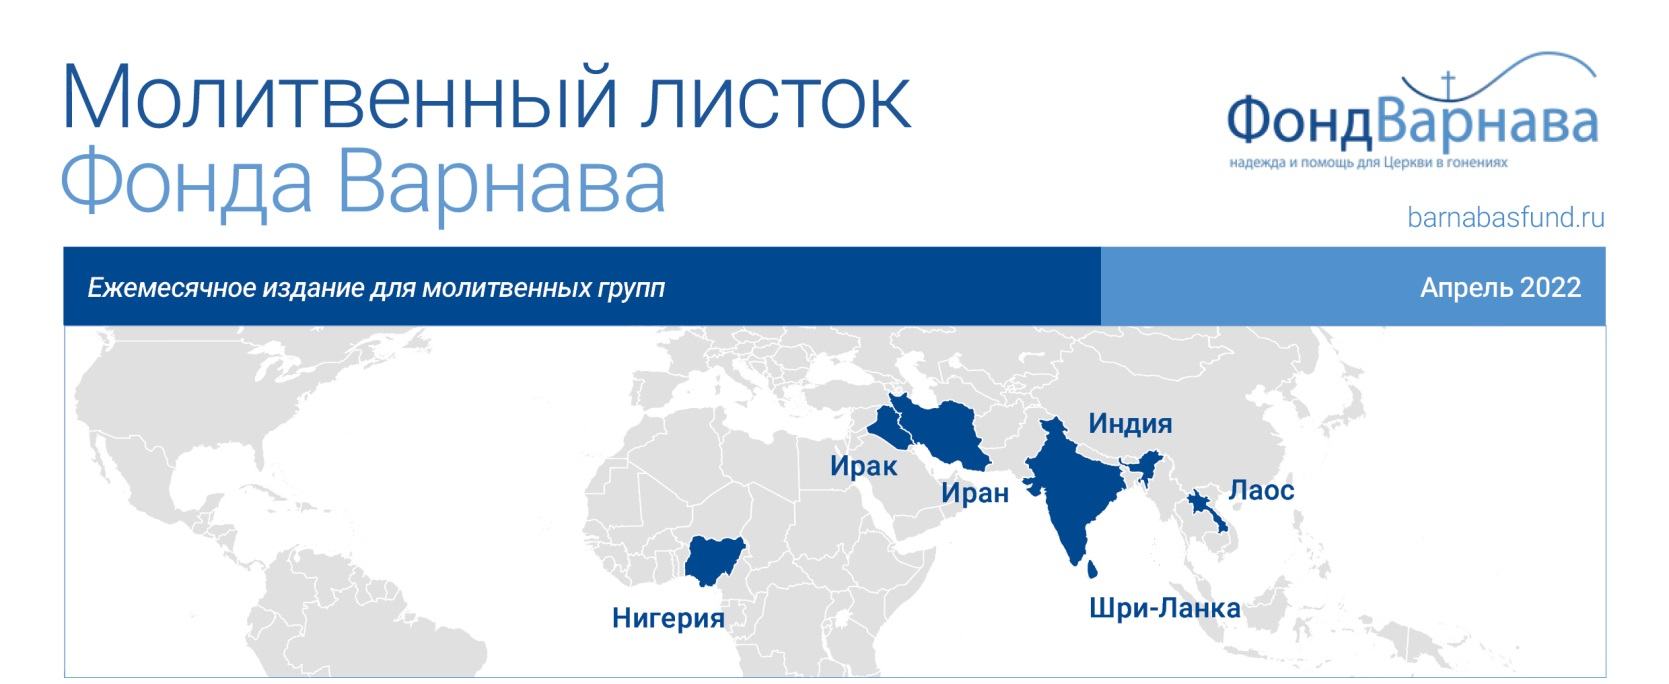 Молитвенный листок
Фонда Варнава
ФондВарнава
надежда и помощь для Церкви в гонениях
barnabasfund.ru
Ежемесячное издание для молитвенных групп
Апрель 2022
Индия
Ирак
Иран
Лаос
Шри-Ланка
Нигерия